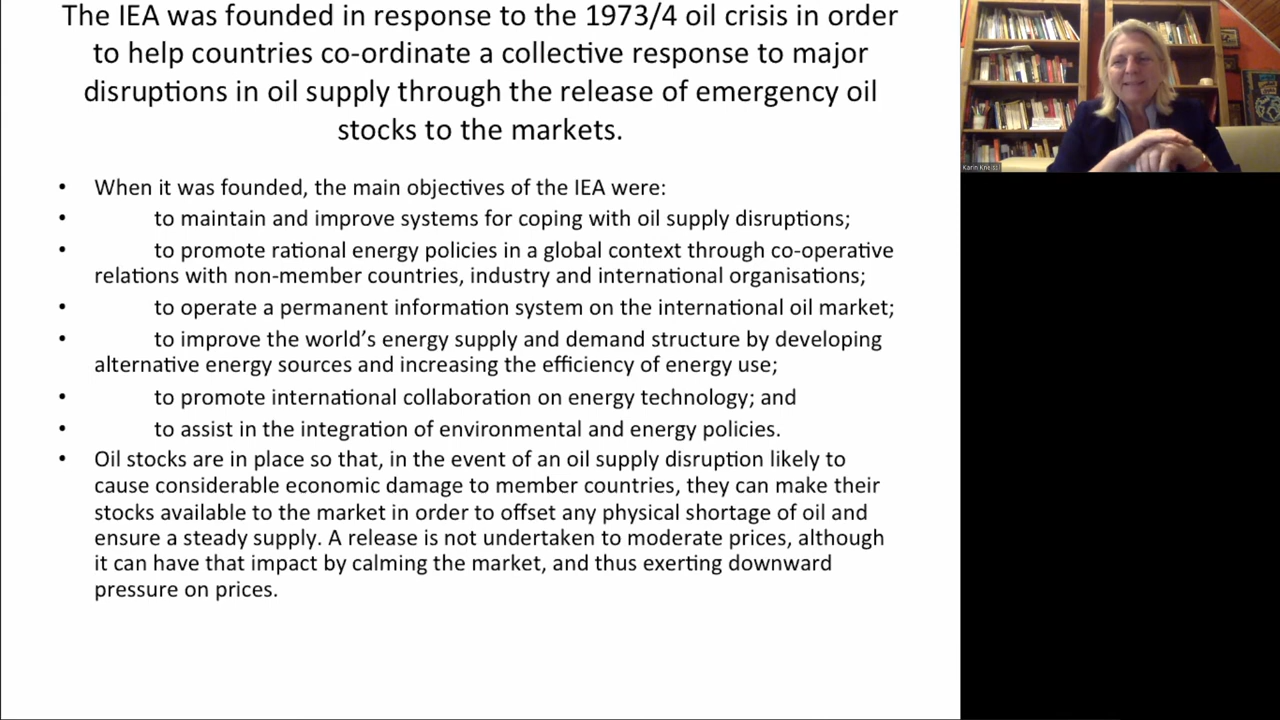 The IEA was founded in response to the 1973/4 oil crisis in order
to help countries co-ordinate a collective response to major
disruptions in oil supply through the release of emergency oil
stocks to the markets.
• When it was founded, the main objectives of the IEA were:
• to maintain and improve systems for coping with oil supply disruptions;
• to promote rational energy policies in a global context through co-operative
relations with non-member countries, industry and international organisations;
• to operate a permanent information system on the international oil market;
• to improve the world's energy supply and demand structure by developing
alternative energy sources and increasing the efficiency of energy use;
• to promote international collaboration on energy technology; and
• to assist in the integration of environmental and energy policies.
• Oil stocks are in place so that, in the event of an oil supply disruption likely to
cause considerable economic damage to member countries, they can make their
stocks available to the market in order to offset any physical shortage of oil and
ensure a steady supply. A release is not undertaken to moderate prices, although
it can have that impact by calming the market, and thus exerting downward
pressure on prices.
Karin Kneissl